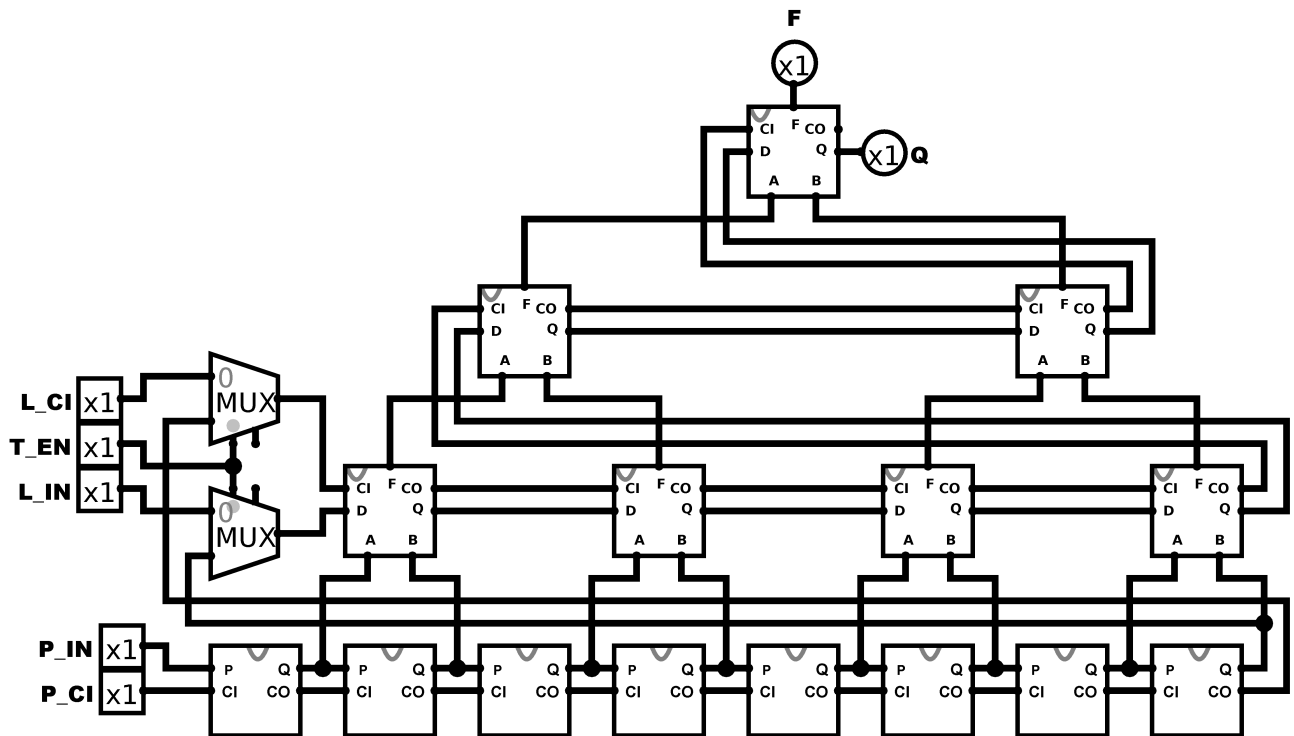 F
x1
CI F CO
D Q
x1 Q
A B
CI F CO
D Q
A B
CI F CO
D Q
A B
L_CI x1
0
MUX
T_EN x1
L_IN x1
0
MUX
CI F CO
D Q
A B
CI F CO
D Q
A B
CI F CO
D Q
A B
CI F CO
D Q
A B
P_IN x1
P_CI x1
P Q
CI CO
P Q
CI CO
P Q
CI CO
P Q
CI CO
P Q
CI CO
P Q
CI CO
P Q
CI CO
P Q
CI CO